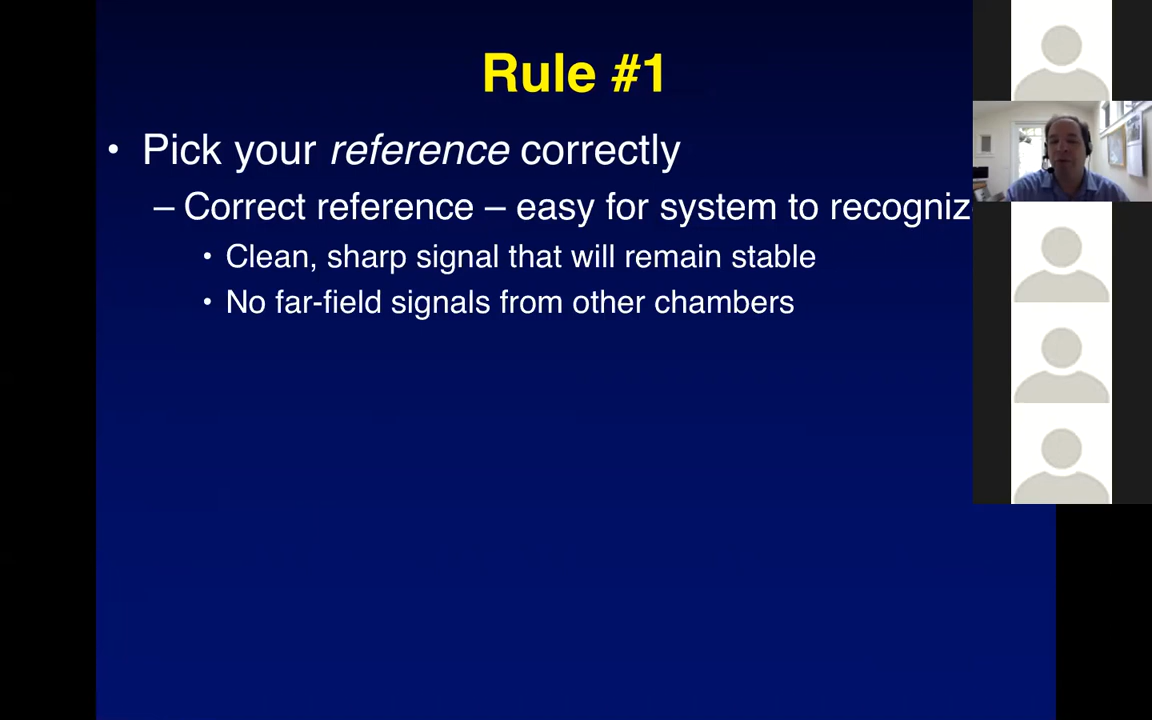 Rule #1
• Pick your reference correctly
– Correct reference – easy for system to recogniz
• Clean, sharp signal that will remain stable
• No far-field signals from other chambers